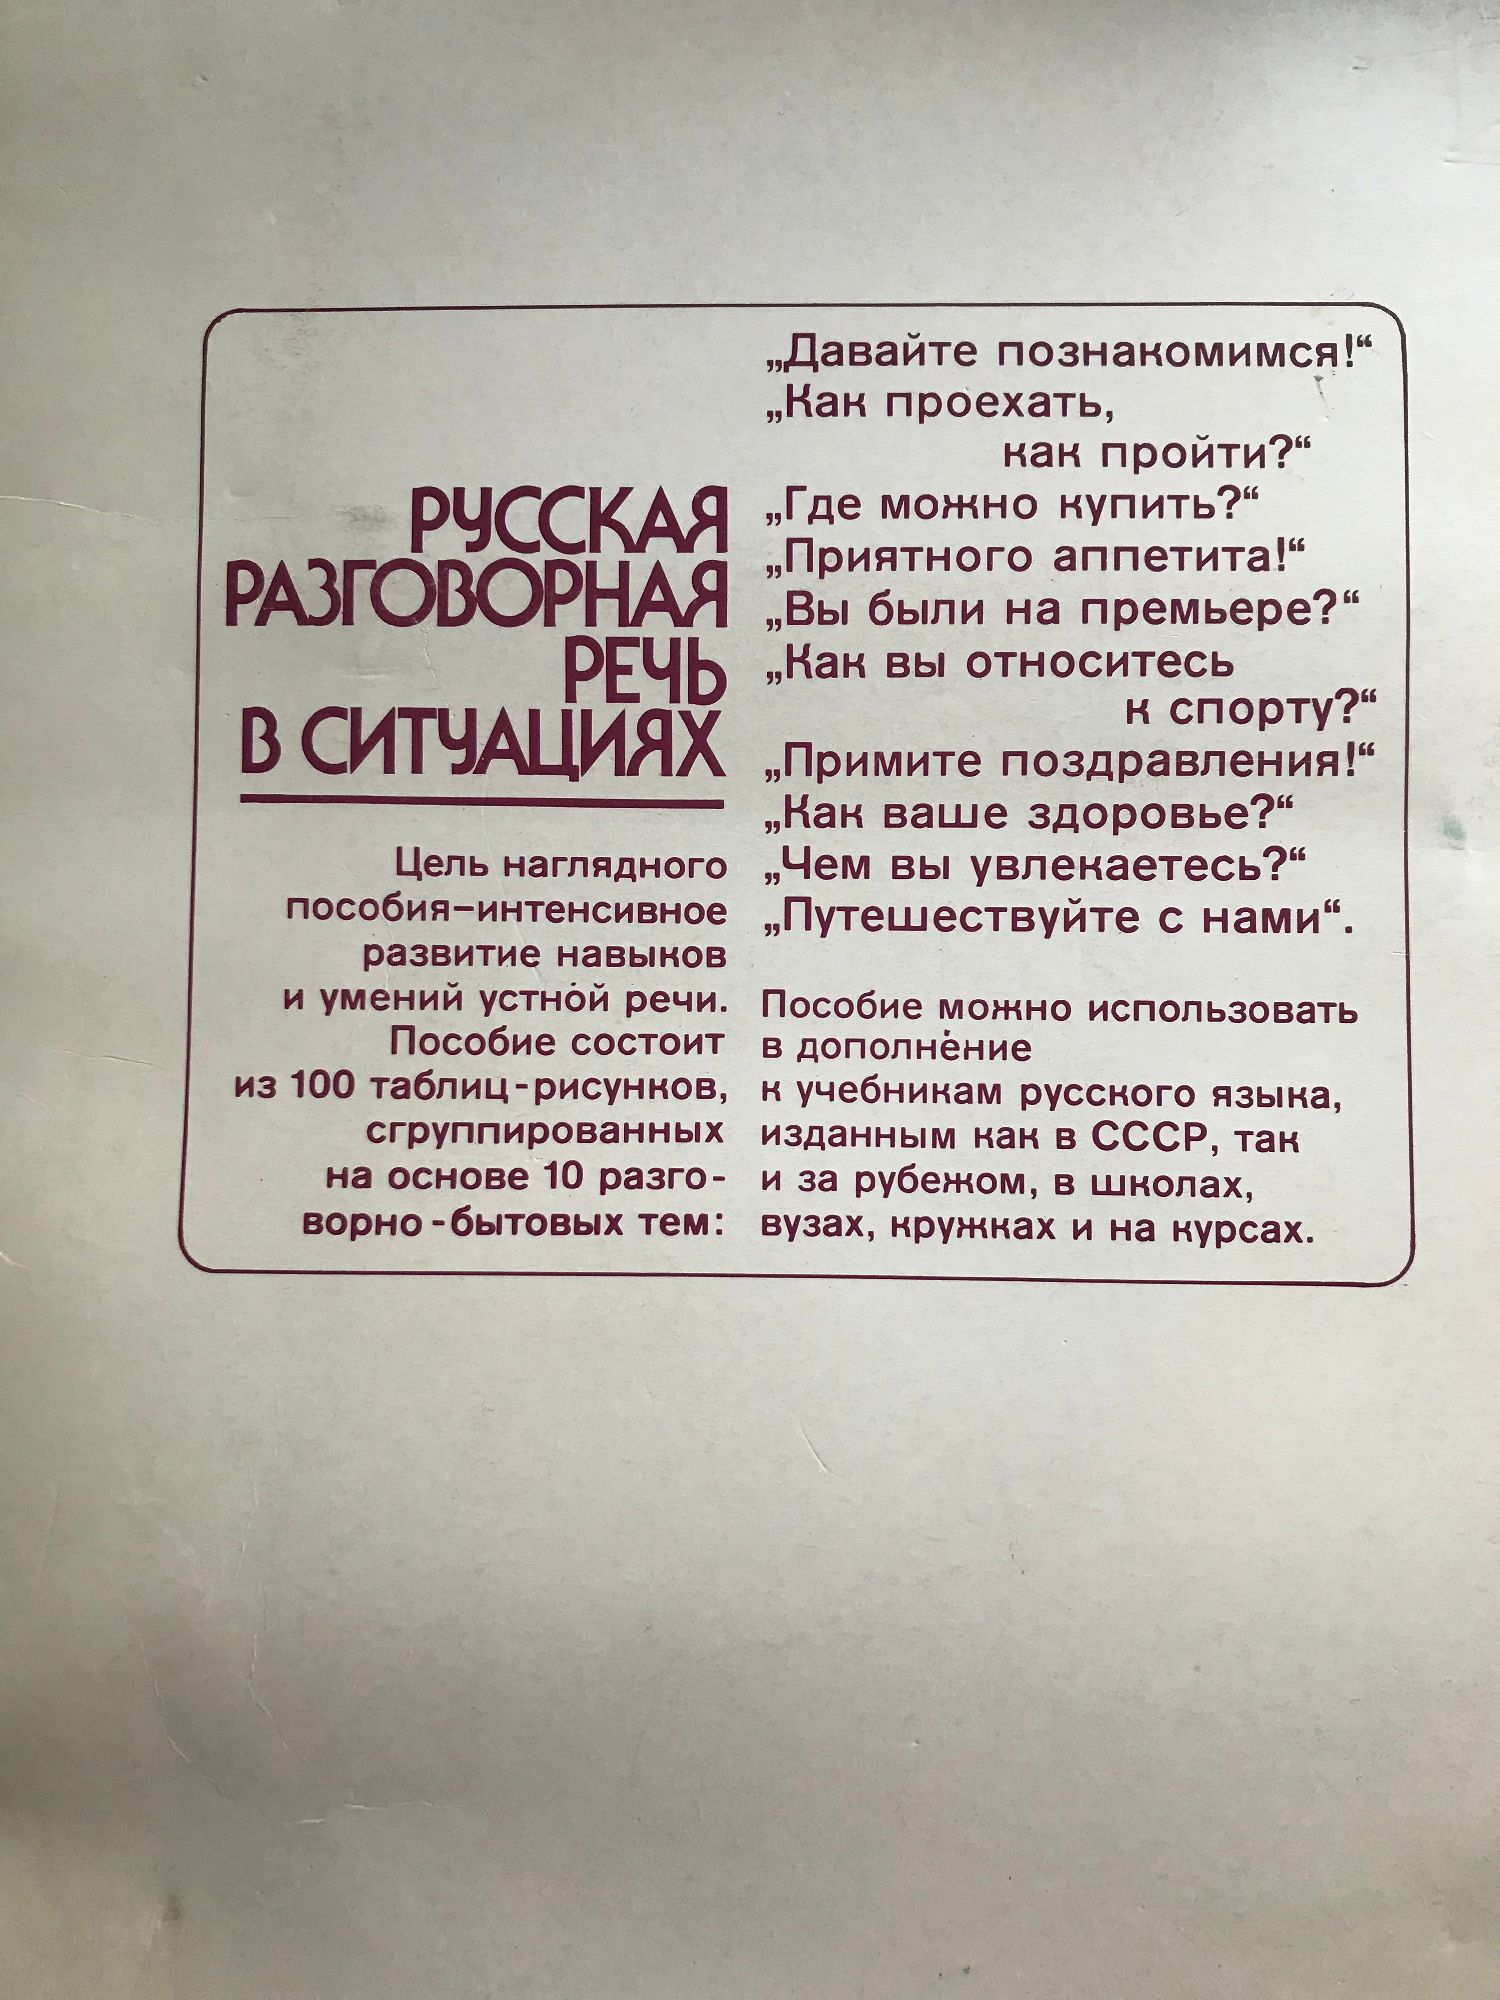 РУССКАЯ
РАЗГОВОРНАЯ
РЕЧЬ
В СИТУАЦИЯХ
Цель наглядного
пособия–интенсивное
развитие навыков
и умений устной речи.
Пособие состоит
из 100 таблиц-рисунков,
сгруппированных
на основе 10 разго-
ворно-бытовых тем:
„Давайте познакомимся!“
„Как проехать,
как пройти?“
„Где можно купить?“
„Приятного аппетита!“
„Вы были на премьере?“
„Как вы относитесь
к спорту?“
„Примите поздравления!“
„Как ваше здоровье?“
„Чем вы увлекаетесь?“
„Путешествуйте с нами“.
Пособие можно использовать
в дополнение
к учебникам русского языка,
изданным как в СССР, так
и за рубежом, в школах,
вузах, кружках и на курсах.